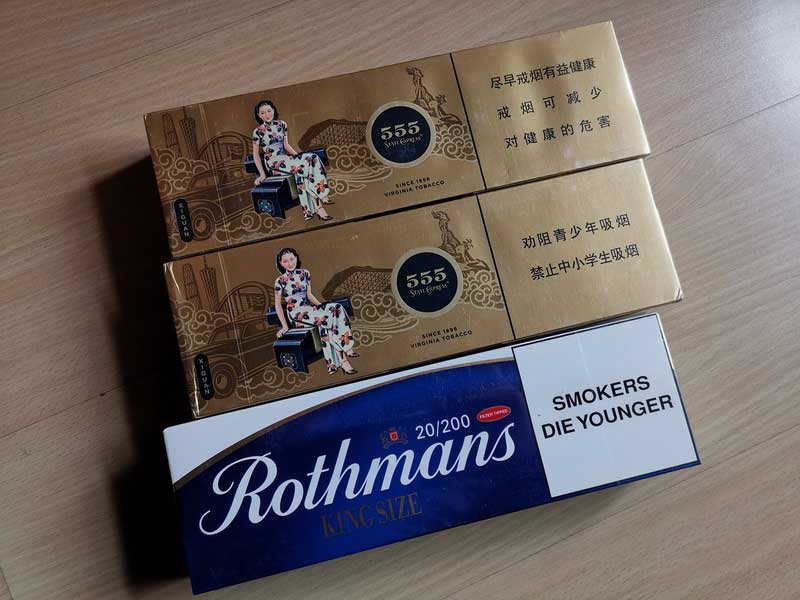 XIGUAN
555
STATE EXPRESS
SINCE 1898
VIRGINIA TOBACCO
尽早戒烟有益健康
戒烟可减少
对健康的危害
XIGUAN
555
STATE EXPRESS
SINCE 1898
VIRGINIA TOBACCO
劝阻青少年吸烟
禁止中小学生吸烟
20/200
FILTER TIPPED
Rothmans
KING SIZE
SMOKERS
DIE YOUNGER